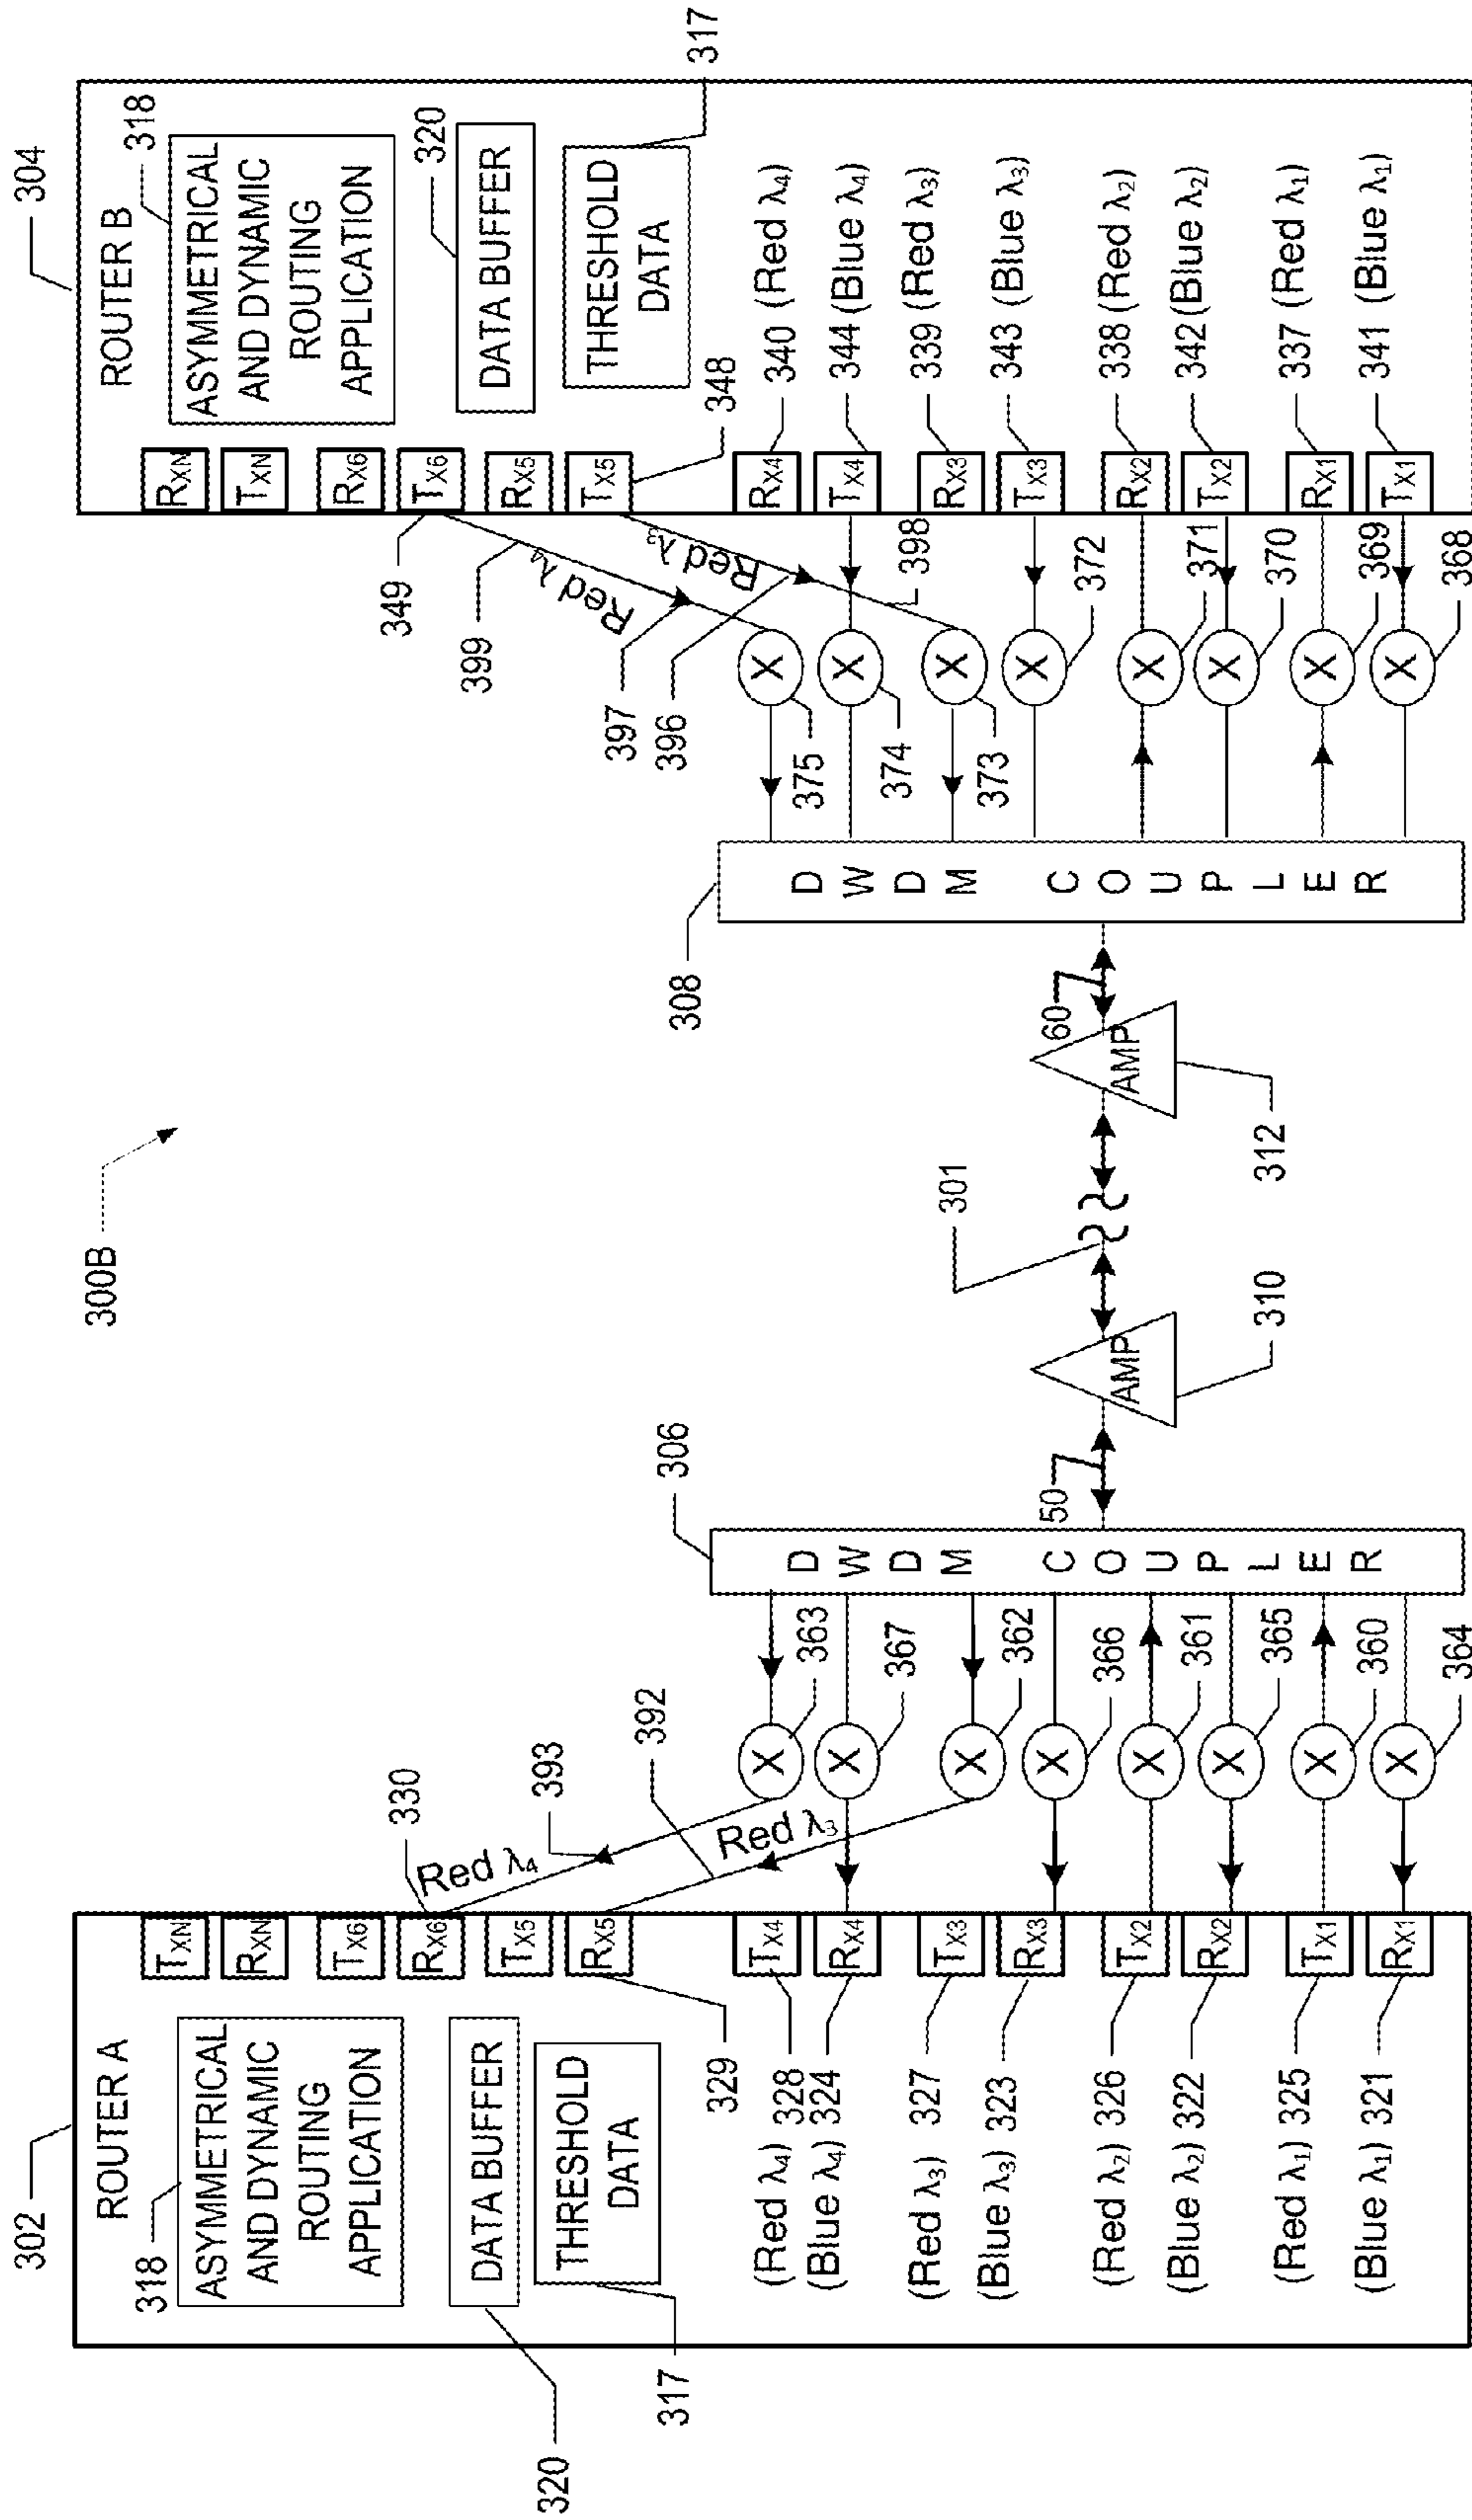 300B
302
ROUTER A
318
ASYMMETRICAL
AND DYNAMIC
ROUTING
APPLICATION
320
DATA BUFFER
317
THRESHOLD
DATA
TXN
RXN
TX6
RX6
TX5
RX5
TX4
RX4
TX3
RX3
TX2
RX2
TX1
RX1
330
329
(Red λ4) 328
(Blue λ4) 324
(Red λ3) 327
(Blue λ3) 323
(Red λ2) 326
(Blue λ2) 322
(Red λ1) 325
(Blue λ1) 321
Red λ4
393
Red λ3
392
X
363
X
367
X
362
X
366
X
361
X
365
X
360
X
364
306
DWDM COUPLER
50
AMP
310
301
AMP
312
60
308
DWDM COUPLER
X
375
X
374
X
373
X
372
X
371
X
370
X
369
X
368
399
Red λ4
397
396
Red λ3
398
349
304
ROUTER B
318
ASYMMETRICAL
AND DYNAMIC
ROUTING
APPLICATION
320
DATA BUFFER
317
THRESHOLD
DATA
348
RXN
TXN
RX6
TX6
RX5
TX5
RX4
TX4
RX3
TX3
RX2
TX2
RX1
TX1
340 (Red λ4)
344 (Blue λ4)
339 (Red λ3)
343 (Blue λ3)
338 (Red λ2)
342 (Blue λ2)
337 (Red λ1)
341 (Blue λ1)